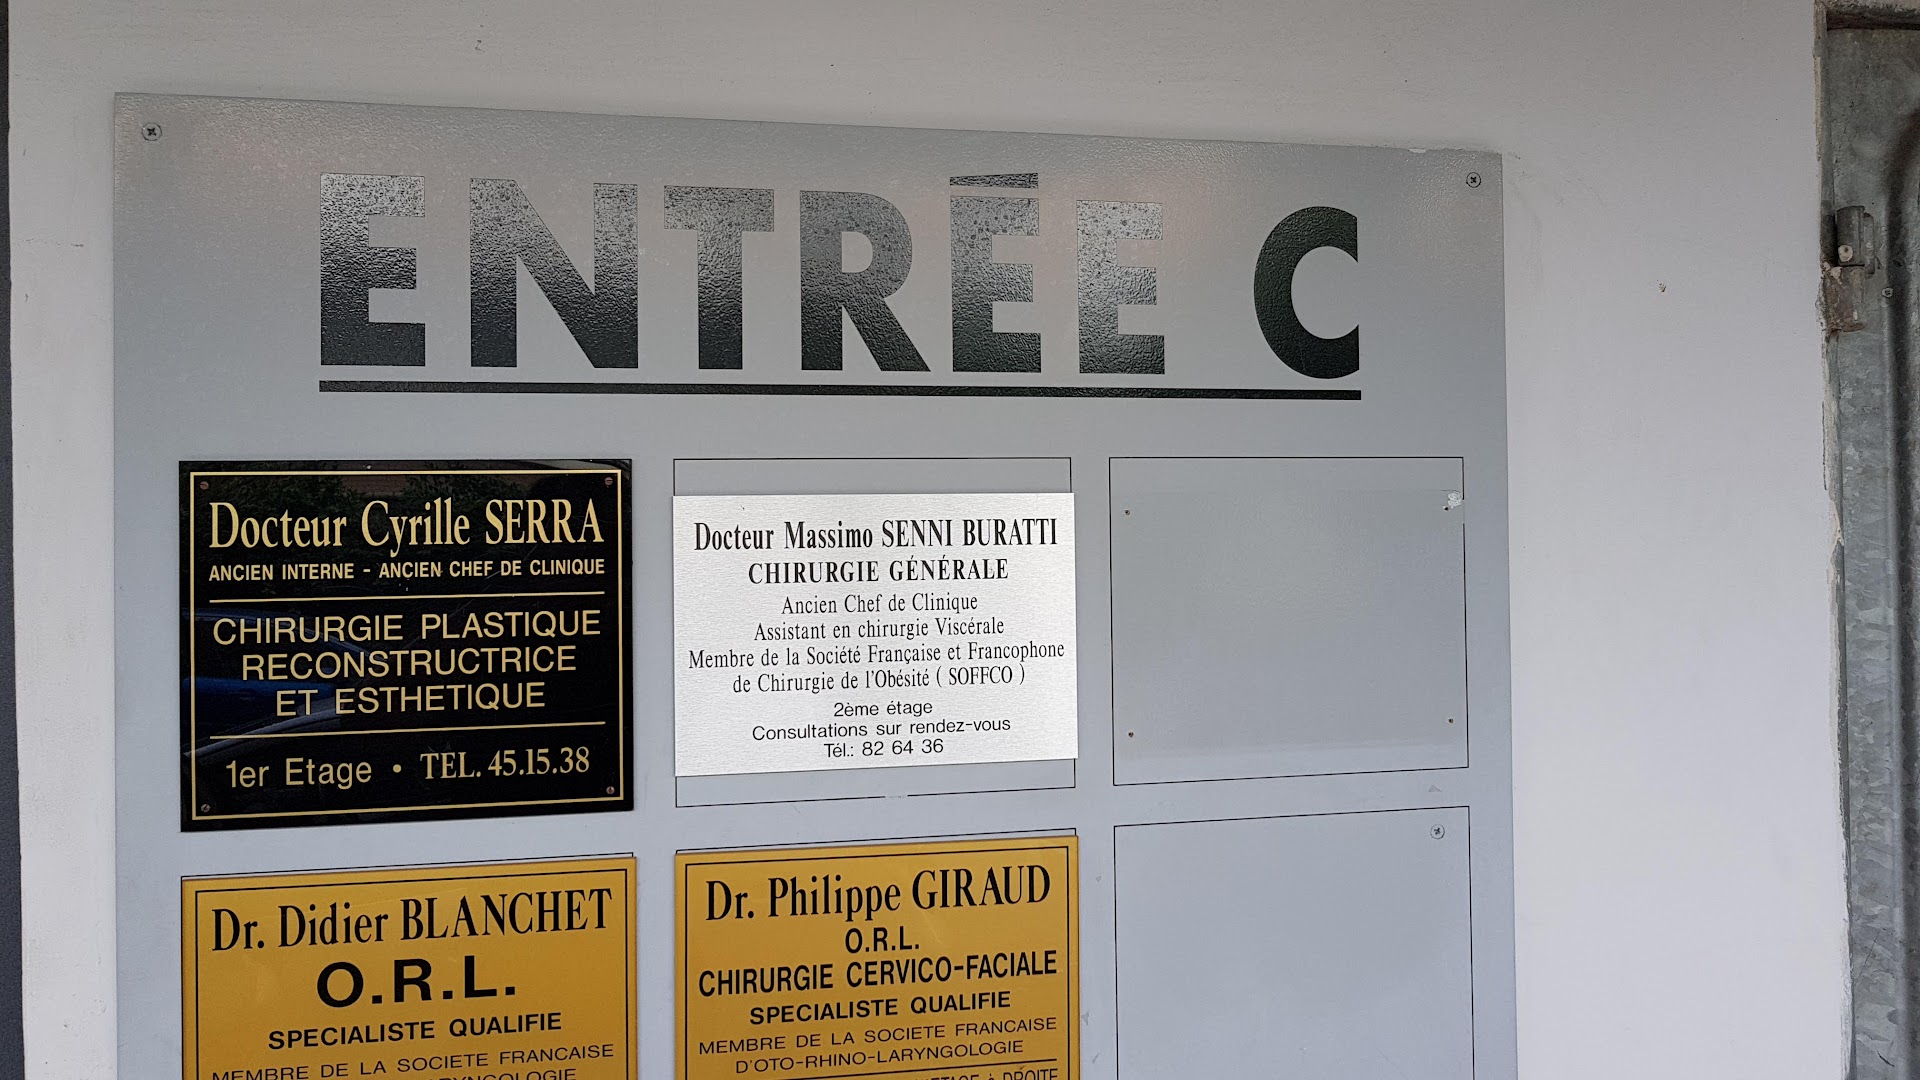 ENTRÉE C
Docteur Cyrille SERRA
ANCIEN INTERNE - ANCIEN CHEF DE CLINIQUE
CHIRURGIE PLASTIQUE
RECONSTRUCTRICE
ET ESTHETIQUE
1er Etage • TEL. 45.15.38
Docteur Massimo SENNI BURATTI
CHIRURGIE GÉNÉRALE
Ancien Chef de Clinique
Assistant en chirurgie Viscérale
Membre de la Société Française et Francophone
de Chirurgie de l'Obésité ( SOFFCO )
2ème étage
Consultations sur rendez-vous
Tél.: 82 64 36
Dr. Didier BLANCHET
O.R.L.
SPECIALISTE QUALIFIE
MEMBRE DE LA SOCIETE FRANCAISE
Dr. Philippe GIRAUD
O.R.L.
CHIRURGIE CERVICO-FACIALE
SPECIALISTE QUALIFIE
MEMBRE DE LA SOCIETE FRANCAISE
D'OTO-RHINO-LARYNGOLOGIE
DROITE